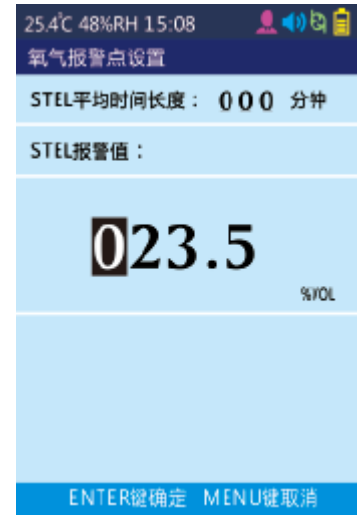 25.4℃ 48%RH 15:08
氧气报警点设置
STEL平均时间长度： 000 分钟
STEL报警值：
023.5
%VOL
ENTER键确定 MENU键取消